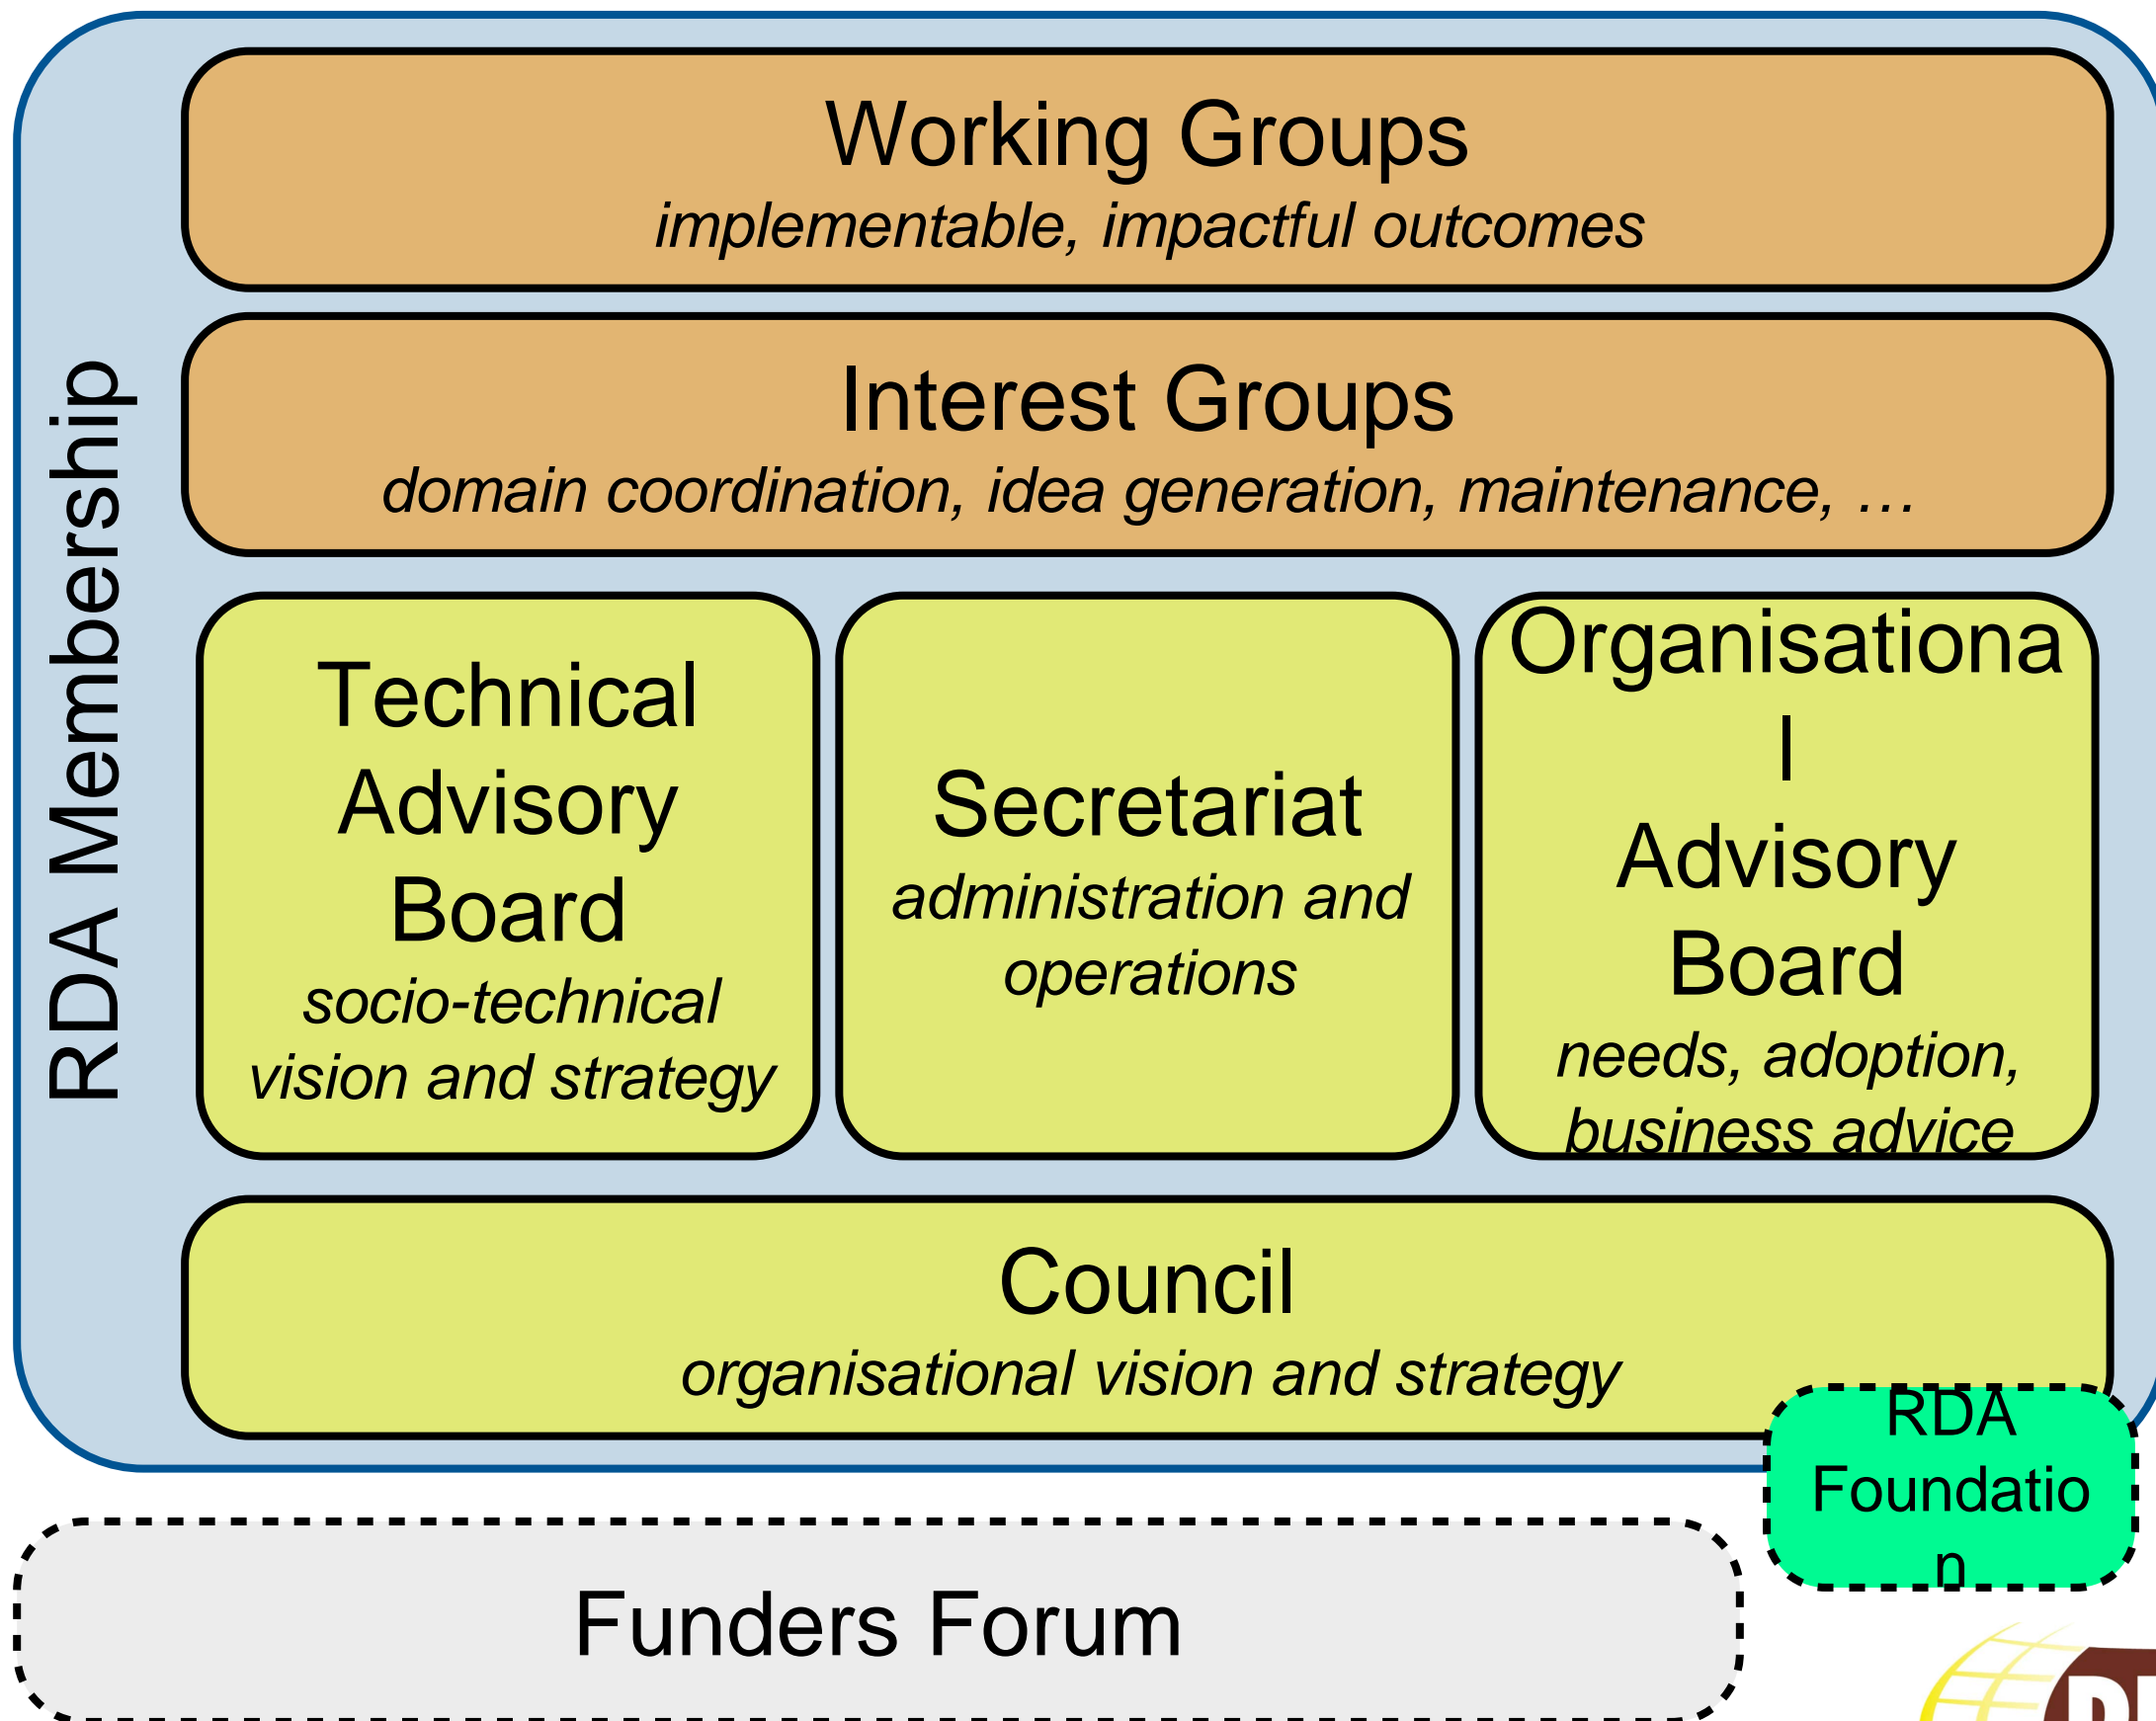 Working Groups
implementable, impactful outcomes
Interest Groups
domain coordination, idea generation, maintenance, …
RDA Membership
Technical
Advisory
Board
socio-technical
vision and strategy
Secretariat
administration and
operations
Organisationa
l
Advisory
Board
needs, adoption,
business advice
Council
organisational vision and strategy
RDA
Foundatio
n
Funders Forum